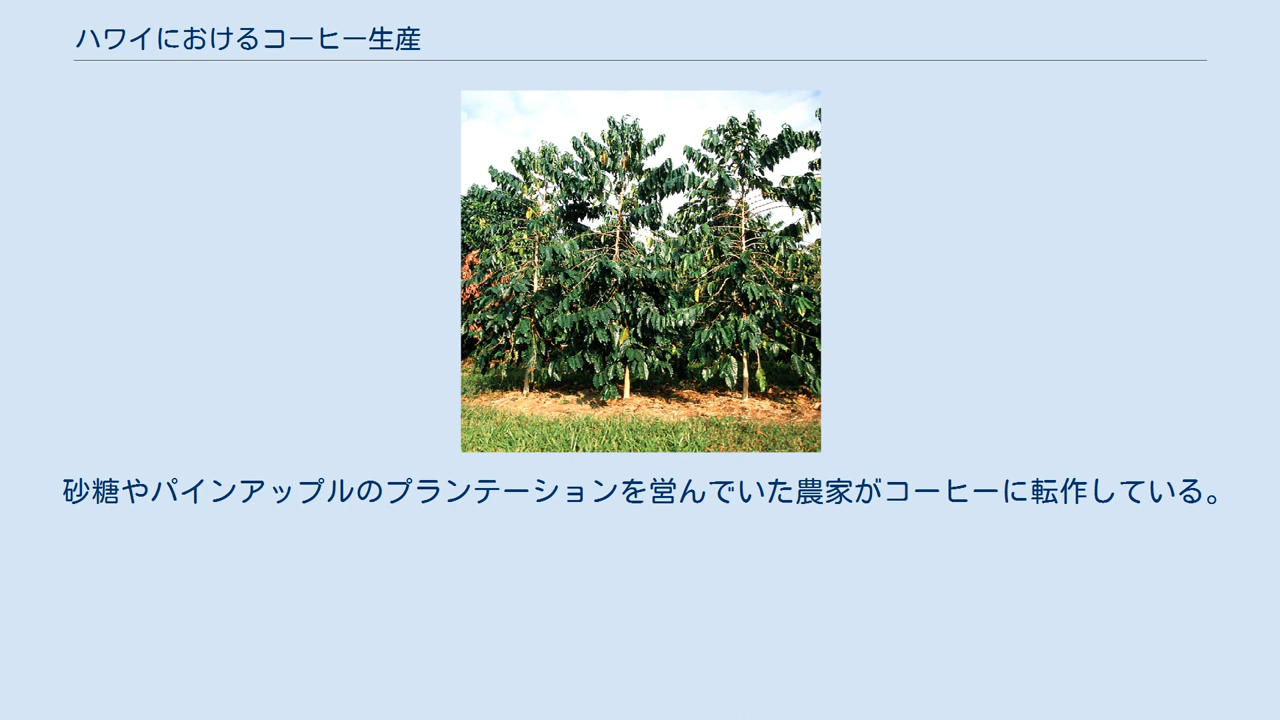 ハワイにおけるコーヒー生産
砂糖やパインアップルのプランテーションを営んでいた農家がコーヒーに転作している。